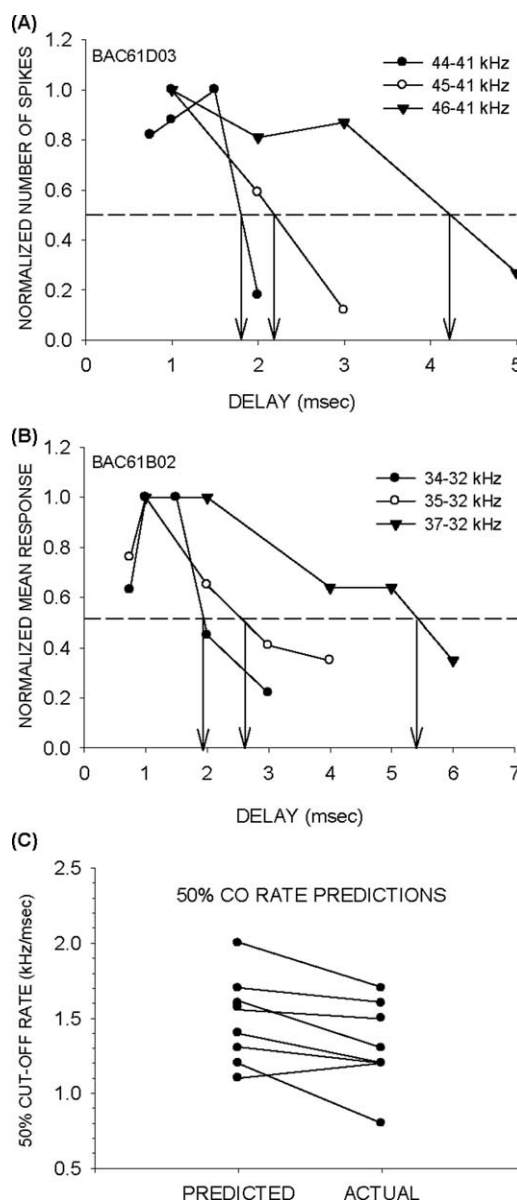 (A)
BAC61D03
44-41 kHz
45-41 kHz
46-41 kHz
NORMALIZED NUMBER OF SPIKES
1.2
1.0
0.8
0.6
0.4
0.2
0.0
0 1 2 3 4 5
DELAY (msec)
(B)
BAC61B02
34-32 kHz
35-32 kHz
37-32 kHz
NORMALIZED MEAN RESPONSE
1.2
1.0
0.8
0.6
0.4
0.2
0.0
0 1 2 3 4 5 6 7
DELAY (msec)
(C)
50% CO RATE PREDICTIONS
50% CUT-OFF RATE (kHz/msec)
2.5
2.0
1.5
1.0
0.5
PREDICTED ACTUAL